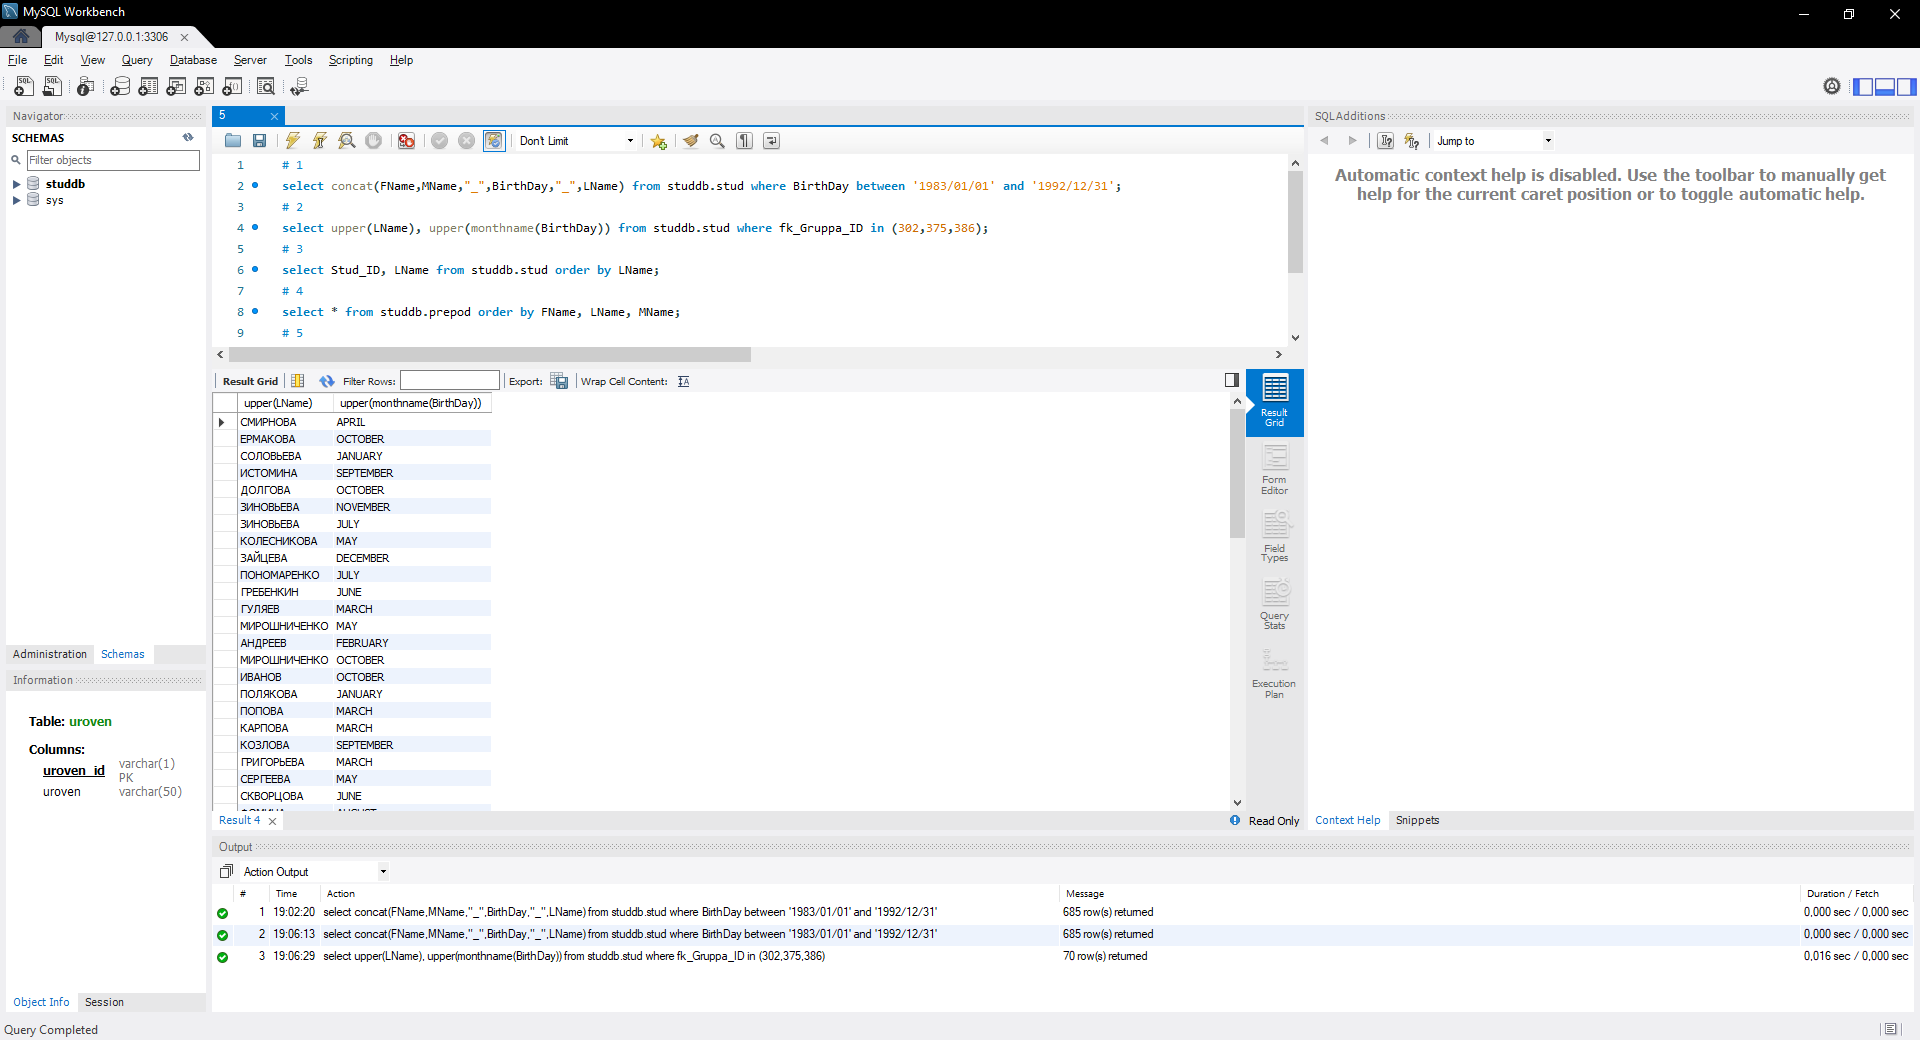 MySQL Workbench
Mysql@127.0.0.1:3306
File Edit View Query Database Server Tools Scripting Help
Navigator
SCHEMAS
Filter objects
studdb
sys
Administration Schemas
Information
Table: uroven
Columns:
uroven_id varchar(1) PK
uroven varchar(50)
Object Info Session
Query Completed
5
Don't Limit
1 # 1
2 select concat(FName,MName,"_",BirthDay,"_",LName) from studdb.stud where BirthDay between '1983/01/01' and '1992/12/31';
3 # 2
4 select upper(LName), upper(monthname(BirthDay)) from studdb.stud where fk_Gruppa_ID in (302,375,386);
5 # 3
6 select Stud_ID, LName from studdb.stud order by LName;
7 # 4
8 select * from studdb.prepod order by FName, LName, MName;
9 # 5
Result Grid Filter Rows: Export: Wrap Cell Content:
upper(LName) upper(monthname(BirthDay))
СМИРНОВА APRIL
ЕРМАКОВА OCTOBER
СОЛОВЬЕВА JANUARY
ИСТОМИНА SEPTEMBER
ДОЛГОВА OCTOBER
ЗИНОВЬЕВА NOVEMBER
ЗИНОВЬЕВА JULY
КОЛЕСНИКОВА MAY
ЗАЙЦЕВА DECEMBER
ПОНОМАРЕНКО JULY
ГРЕБЕНКИН JUNE
ГУЛЯЕВ MARCH
МИРОШНИЧЕНКО MAY
АНДРЕЕВ FEBRUARY
МИРОШНИЧЕНКО OCTOBER
ИВАНОВ OCTOBER
ПОЛЯКОВА JANUARY
ПОПОВА MARCH
КАРПОВА MARCH
КОЗЛОВА SEPTEMBER
ГРИГОРЬЕВА MARCH
СЕРГЕЕВА MAY
СКВОРЦОВА JUNE
Result Grid
Form Editor
Field Types
Query Stats
Execution Plan
Result 4
Read Only
SQLAdditions
Jump to
Automatic context help is disabled. Use the toolbar to manually get
help for the current caret position or to toggle automatic help.
Context Help Snippets
Output
Action Output
# Time Action Message Duration / Fetch
1 19:02:20 select concat(FName,MName,"_",BirthDay,"_",LName) from studdb.stud where BirthDay between '1983/01/01' and '1992/12/31' 685 row(s) returned 0,000 sec / 0,000 sec
2 19:06:13 select concat(FName,MName,"_",BirthDay,"_",LName) from studdb.stud where BirthDay between '1983/01/01' and '1992/12/31' 685 row(s) returned 0,000 sec / 0,000 sec
3 19:06:29 select upper(LName), upper(monthname(BirthDay)) from studdb.stud where fk_Gruppa_ID in (302,375,386) 70 row(s) returned 0,016 sec / 0,000 sec